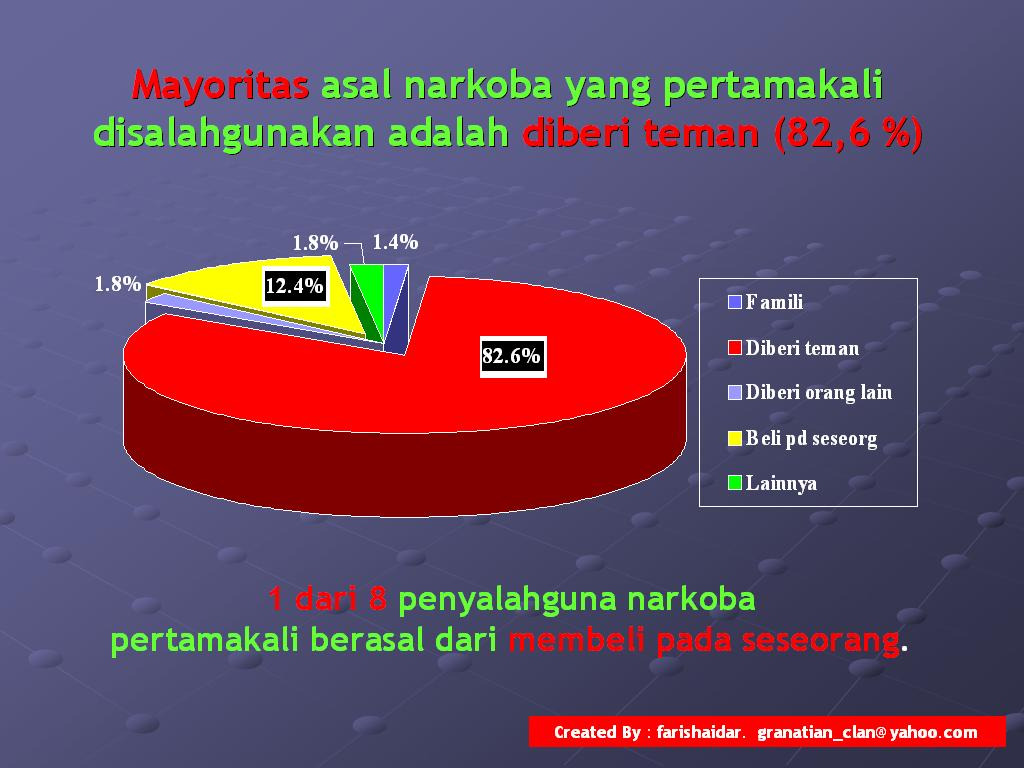 Mayoritas asal narkoba yang pertamakali
disalahgunakan adalah diberi teman (82,6 %)
1.8%
1.4%
1.8%
12.4%
82.6%
Famili
Diberi teman
Diberi orang lain
Beli pd seseorg
Lainnya
1 dari 8 penyalahguna narkoba
pertamakali berasal dari membeli pada seseorang.
Created By : farishaidar. granatian_clan@yahoo.com